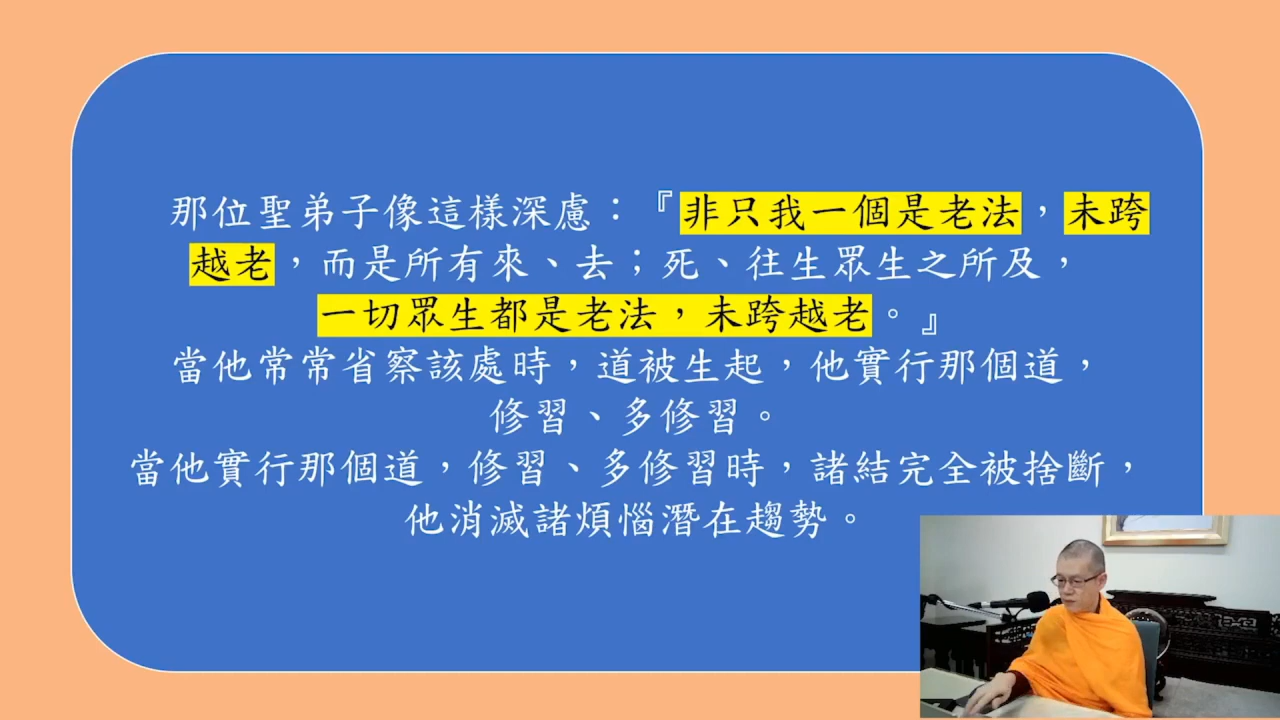 那位聖弟子像這樣深慮：『非只我一個是老法，未跨
越老，而是所有來、去；死、往生眾生之所及，
一切眾生都是老法，未跨越老。』
當他常常省察該處時，道被生起，他實行那個道，
修習、多修習。
當他實行那個道，修習、多修習時，諸結完全被捨斷，
他消滅諸煩惱潛在趨勢。